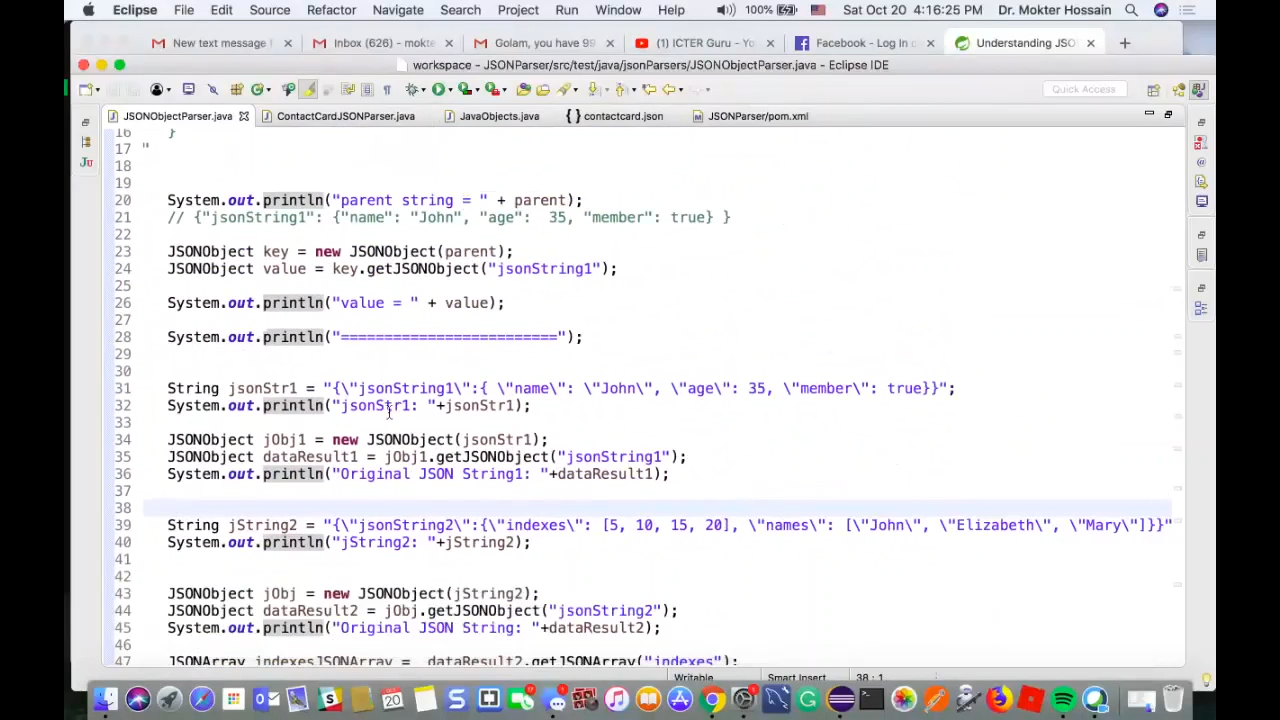 Eclipse File Edit Source Refactor Navigate Search Project Run Window Help 100% Sat Oct 20 4:16:25 PM Dr. Mokter Hossain
New text message f Inbox (626) - mokte Golam, you have 99 (1) ICTER Guru - Yo Facebook - Log In o Understanding JSO
workspace - JSONParser/src/test/java/jsonParsers/JSONObjectParser.java - Eclipse IDE
Quick Access
JSONObjectParser.java ContactCardJSONParser.java JavaObjects.java { } contactcard.json JSONParser/pom.xml
16 }
17 "
18
19
20 System.out.println("parent string = " + parent);
21 // {"jsonString1": {"name": "John", "age": 35, "member": true} }
22
23 JSONObject key = new JSONObject(parent);
24 JSONObject value = key.getJSONObject("jsonString1");
25
26 System.out.println("value = " + value);
27
28 System.out.println("=========================");
29
30
31 String jsonStr1 = "{\"jsonString1\":{ \"name\": \"John\", \"age\": 35, \"member\": true}}";
32 System.out.println("jsonStr1: "+jsonStr1);
33
34 JSONObject jObj1 = new JSONObject(jsonStr1);
35 JSONObject dataResult1 = jObj1.getJSONObject("jsonString1");
36 System.out.println("Original JSON String1: "+dataResult1);
37
38
39 String jString2 = "{\"jsonString2\":{\"indexes\": [5, 10, 15, 20], \"names\": [\"John\", \"Elizabeth\", \"Mary\"]}}"
40 System.out.println("jString2: "+jString2);
41
42
43 JSONObject jObj = new JSONObject(jString2);
44 JSONObject dataResult2 = jObj.getJSONObject("jsonString2");
45 System.out.println("Original JSON String: "+dataResult2);
46
47 JSONArray indexesJSONArray = dataResult2.getJSONArray("indexes");
Writable Smart Insert 38 : 1